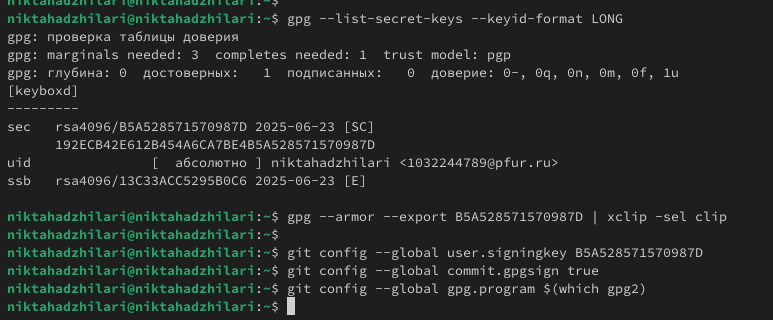 niktahadzhilari@niktahadzhilari:~$
niktahadzhilari@niktahadzhilari:~$ gpg --list-secret-keys --keyid-format LONG
gpg: проверка таблицы доверия
gpg: marginals needed: 3  completes needed: 1  trust model: pgp
gpg: глубина: 0  достоверных:   1  подписанных:   0  доверие: 0-, 0q, 0n, 0m, 0f, 1u
[keyboxd]
---------
sec   rsa4096/B5A528571570987D 2025-06-23 [SC]
      192ECB42E612B454A6CA7BE4B5A528571570987D
uid               [  абсолютно ] niktahadzhilari <1032244789@pfur.ru>
ssb   rsa4096/13C33ACC5295B0C6 2025-06-23 [E]
niktahadzhilari@niktahadzhilari:~$ gpg --armor --export B5A528571570987D | xclip -sel clip
niktahadzhilari@niktahadzhilari:~$
niktahadzhilari@niktahadzhilari:~$ git config --global user.signingkey B5A528571570987D
niktahadzhilari@niktahadzhilari:~$ git config --global commit.gpgsign true
niktahadzhilari@niktahadzhilari:~$ git config --global gpg.program $(which gpg2)
niktahadzhilari@niktahadzhilari:~$